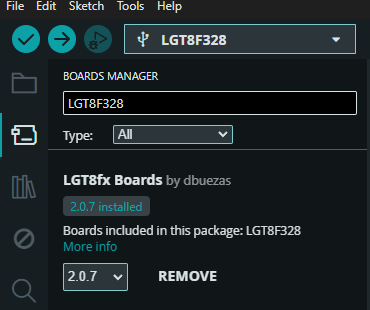 File Edit Sketch Tools Help
LGT8F328
BOARDS MANAGER
LGT8F328
Type: All
LGT8fx Boards by dbuezas
2.0.7 installed
Boards included in this package: LGT8F328
More info
2.0.7 REMOVE